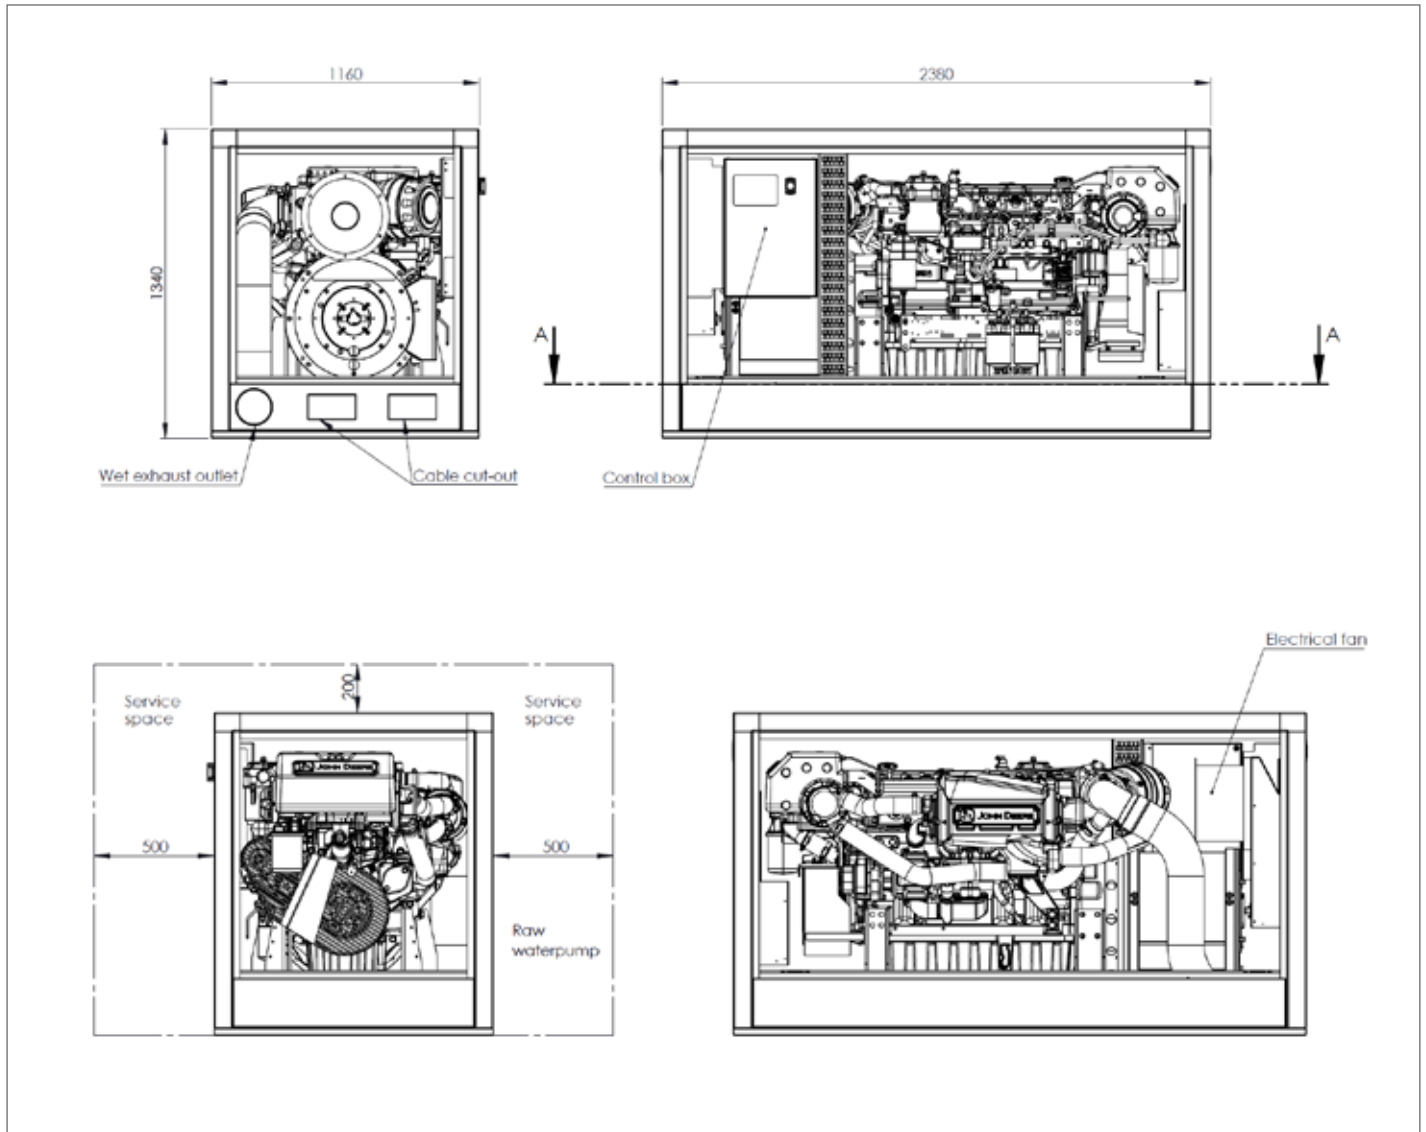 1160
2380
1340
A
A
Wet exhaust outlet
Cable cut-out
Control box
Electrical fan
200
Service
space
Service
space
JOHN DEERE
JOHN DEERE
500
500
Raw
waterpump